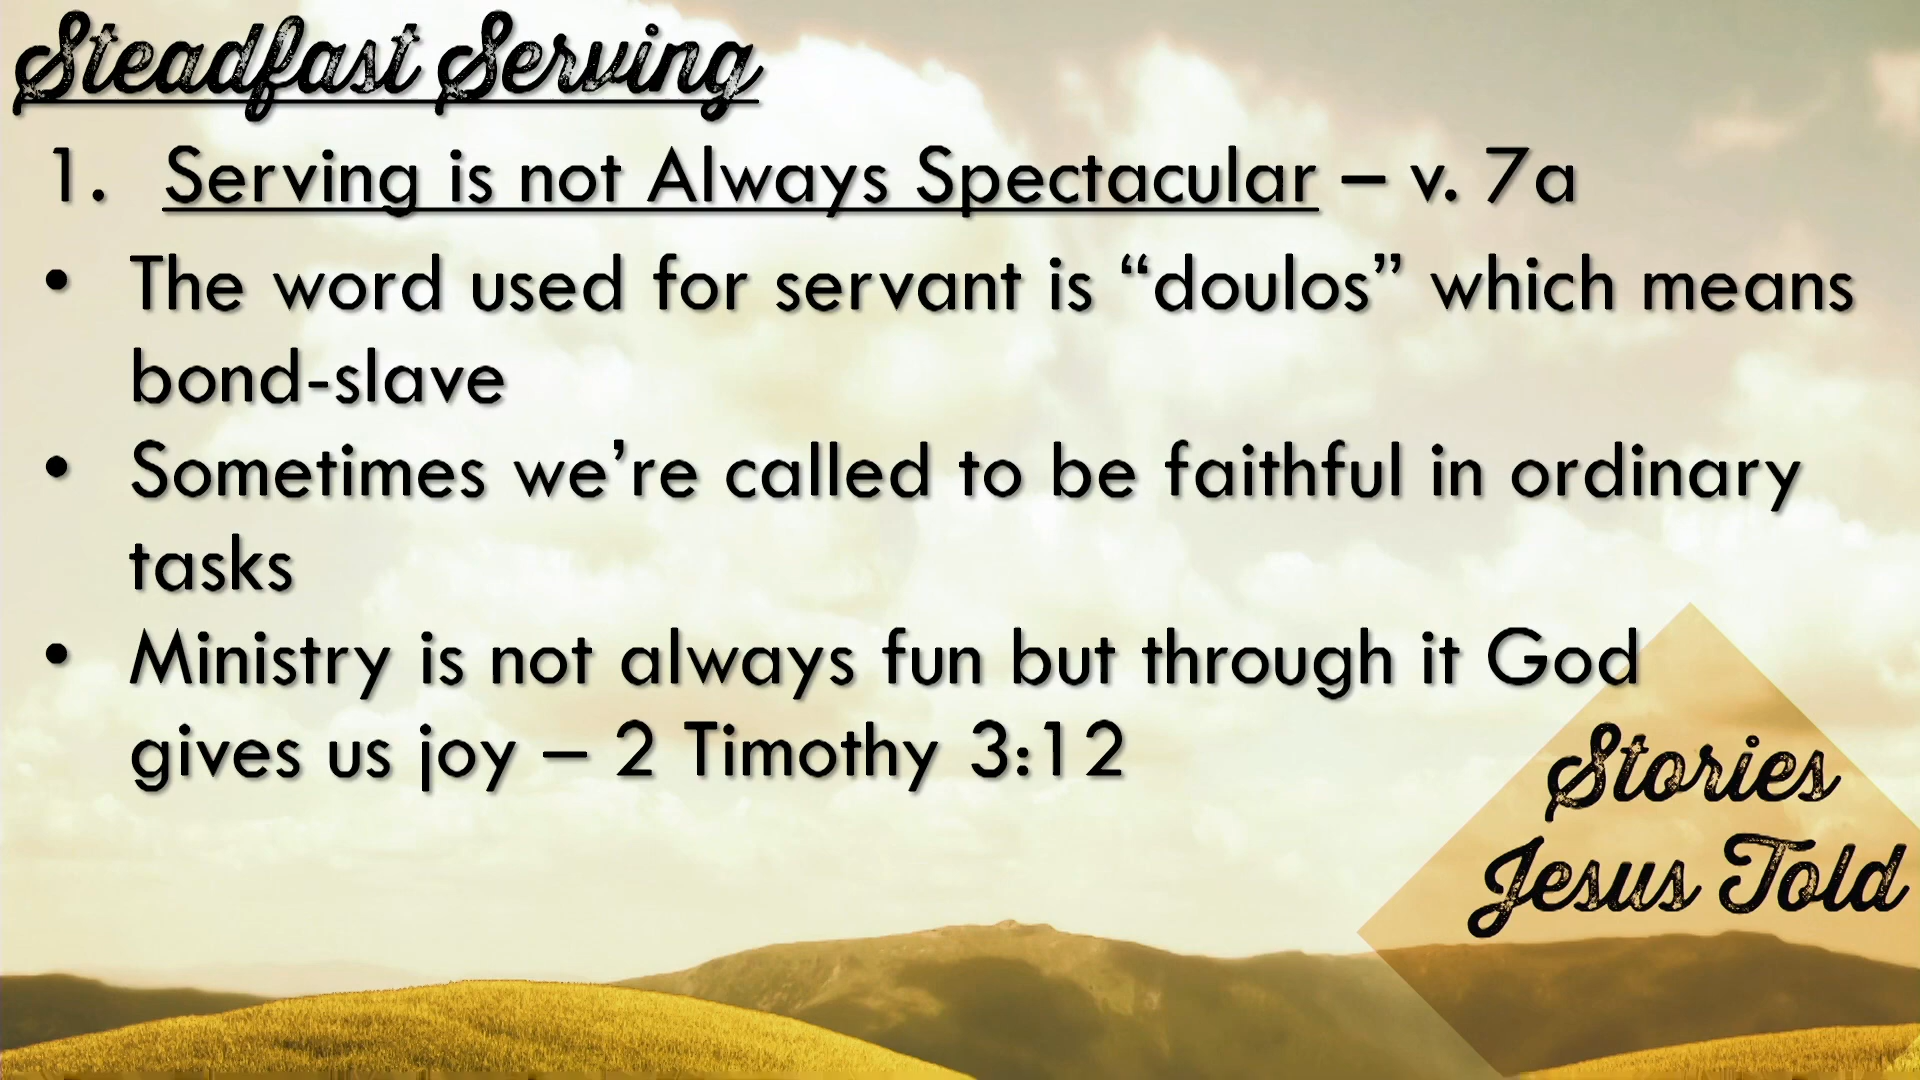 Steadfast Serving
1. Serving is not Always Spectacular – v. 7a
• The word used for servant is “doulos” which means
bond-slave
• Sometimes we’re called to be faithful in ordinary
tasks
• Ministry is not always fun but through it God
gives us joy – 2 Timothy 3:12
Stories
Jesus Told